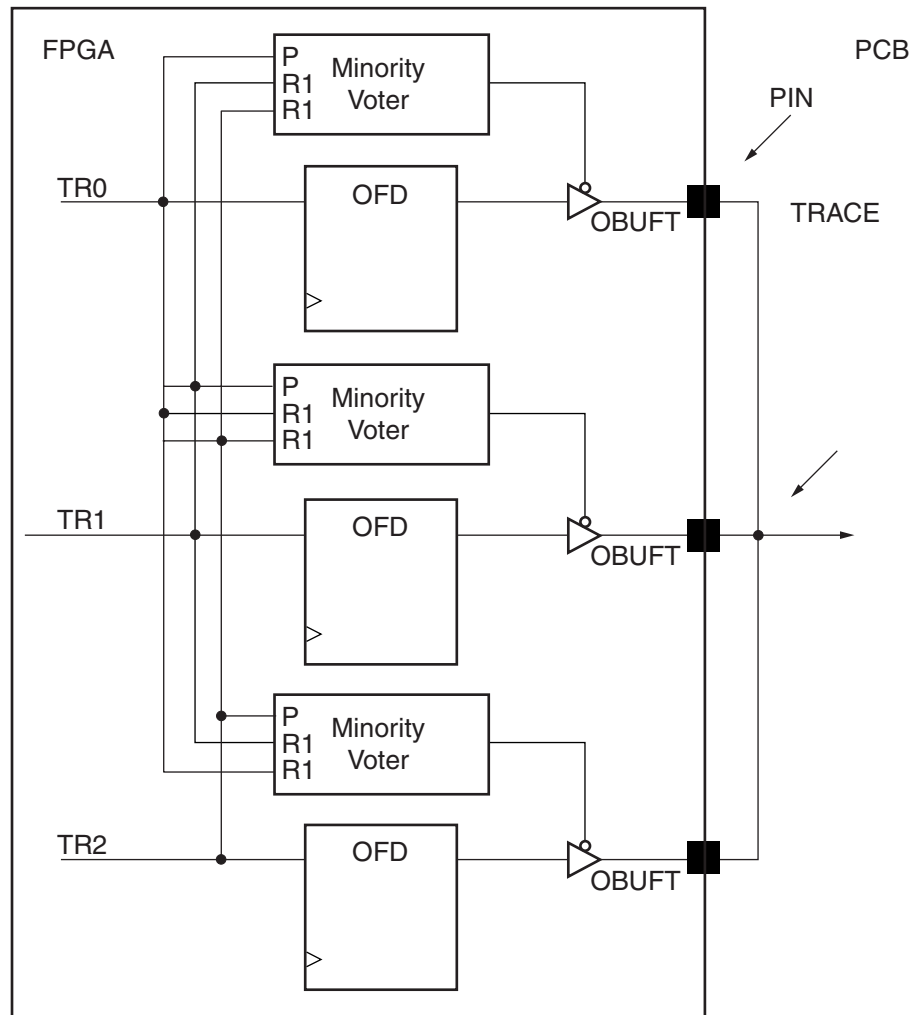 FPGA
PCB
P
R1
R1
Minority
Voter
PIN
TR0
OFD
OBUFT
TRACE
P
R1
R1
Minority
Voter
TR1
OFD
OBUFT
P
R1
R1
Minority
Voter
TR2
OFD
OBUFT